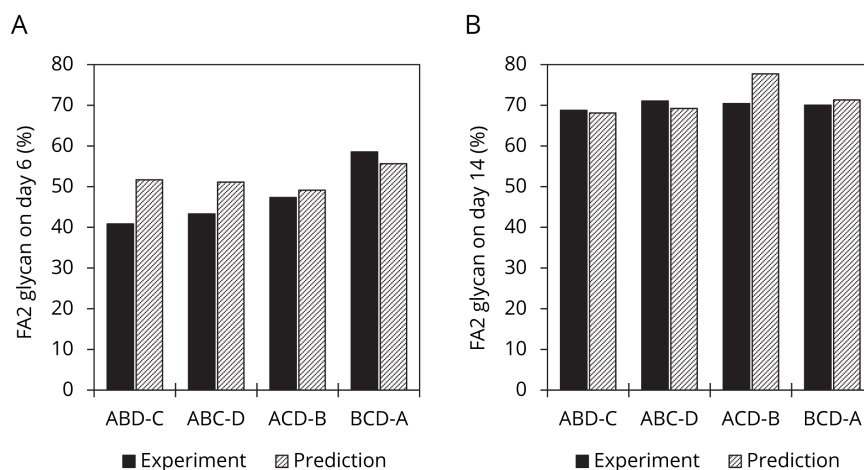 A
FA2 glycan on day 6 (%)
80
70
60
50
40
30
20
10
0
ABD-C ABC-D ACD-B BCD-A
Experiment Prediction
B
FA2 glycan on day 14 (%)
80
70
60
50
40
30
20
10
0
ABD-C ABC-D ACD-B BCD-A
Experiment Prediction